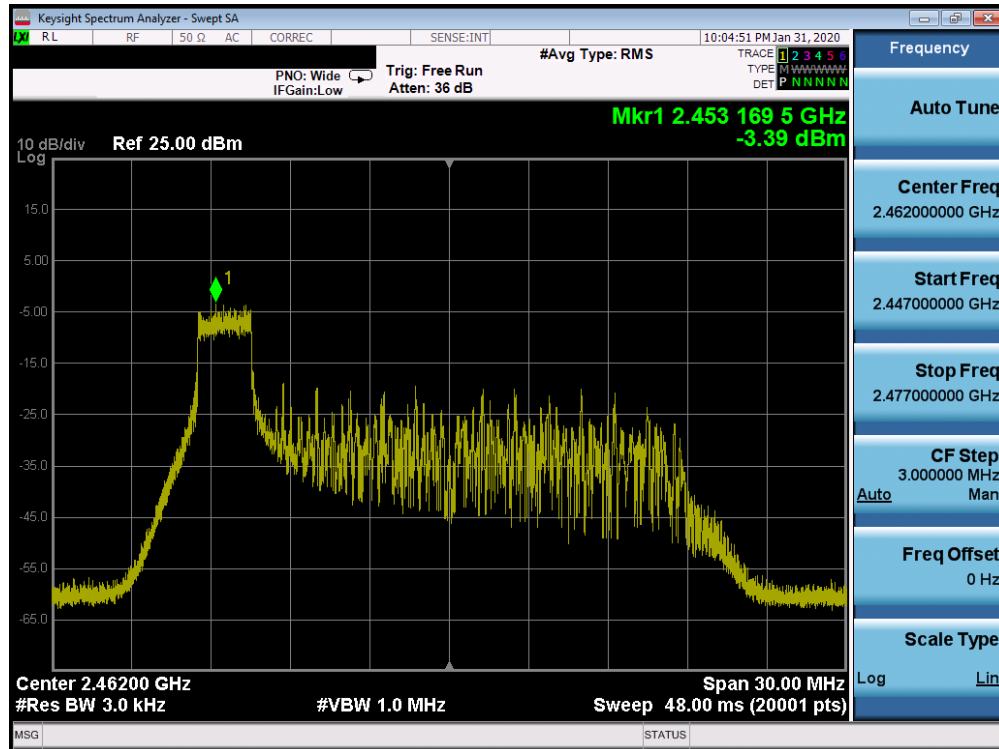 Keysight Spectrum Analyzer - Swept SA
LXI RL RF 50 Ω AC CORREC SENSE:INT 10:04:51 PM Jan 31, 2020
PNO: Wide
IFGain:Low
Trig: Free Run
Atten: 36 dB
#Avg Type: RMS
TRACE 1 2 3 4 5 6
TYPE M WWWWW
DET P N N N N N
Mkr1 2.453 169 5 GHz
-3.39 dBm
10 dB/div Ref 25.00 dBm
Log
1
15.0
5.00
-5.00
-15.0
-25.0
-35.0
-45.0
-55.0
-65.0
Center 2.46200 GHz
Span 30.00 MHz
#Res BW 3.0 kHz
#VBW 1.0 MHz
Sweep 48.00 ms (20001 pts)
MSG
STATUS
Frequency
Auto Tune
Center Freq
2.462000000 GHz
Start Freq
2.447000000 GHz
Stop Freq
2.477000000 GHz
CF Step
3.000000 MHz
Auto Man
Freq Offset
0 Hz
Scale Type
Log Lin